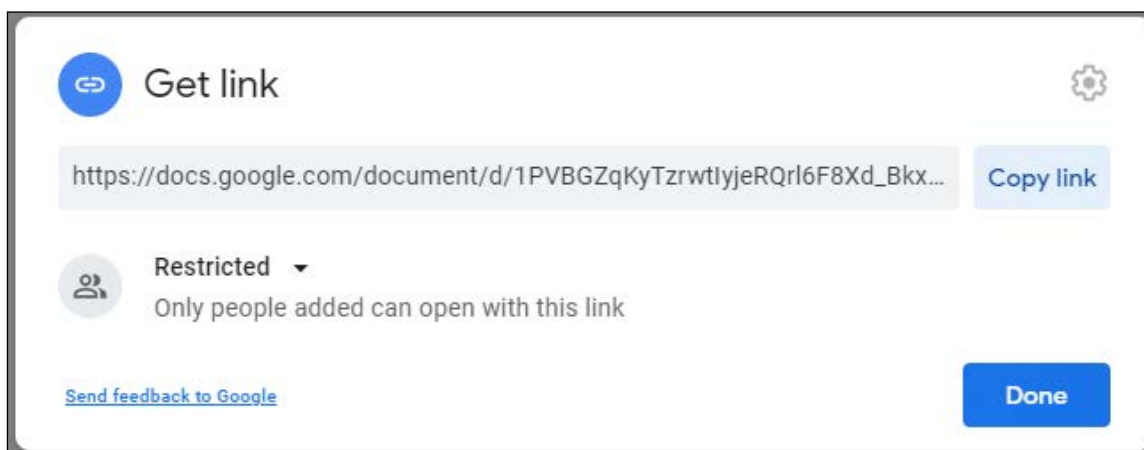 Get link
https://docs.google.com/document/d/1PVBGZqKyTzrwtIyjeRQrl6F8Xd_Bkx...
Copy link
Restricted
Only people added can open with this link
Send feedback to Google
Done